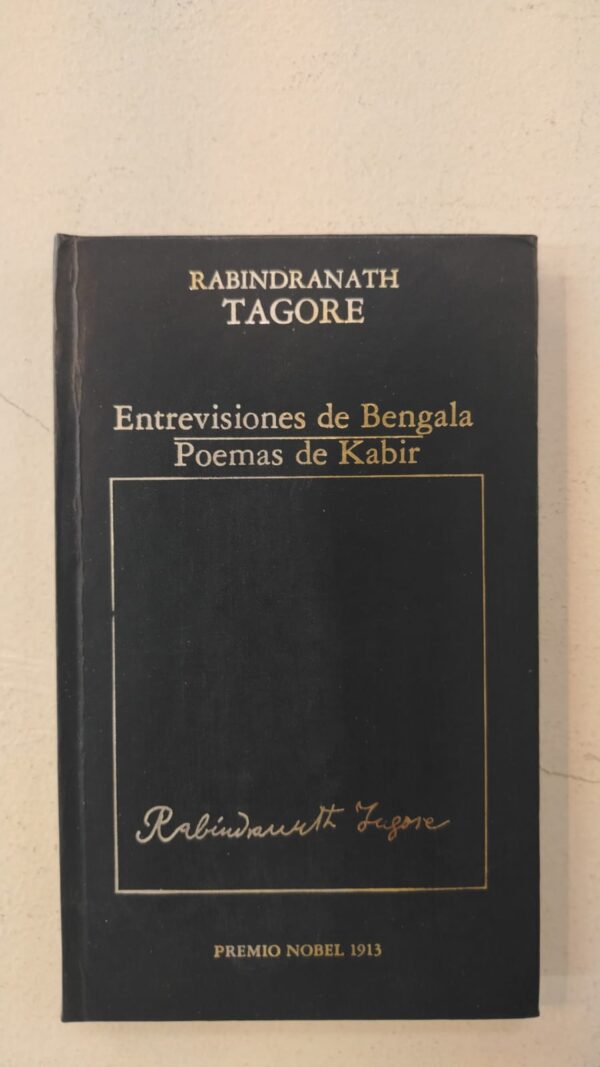 RABINDRANATH
TAGORE
Entrevisiones de Bengala
Poemas de Kabir
Rabindranath Tagore
PREMIO NOBEL 1913